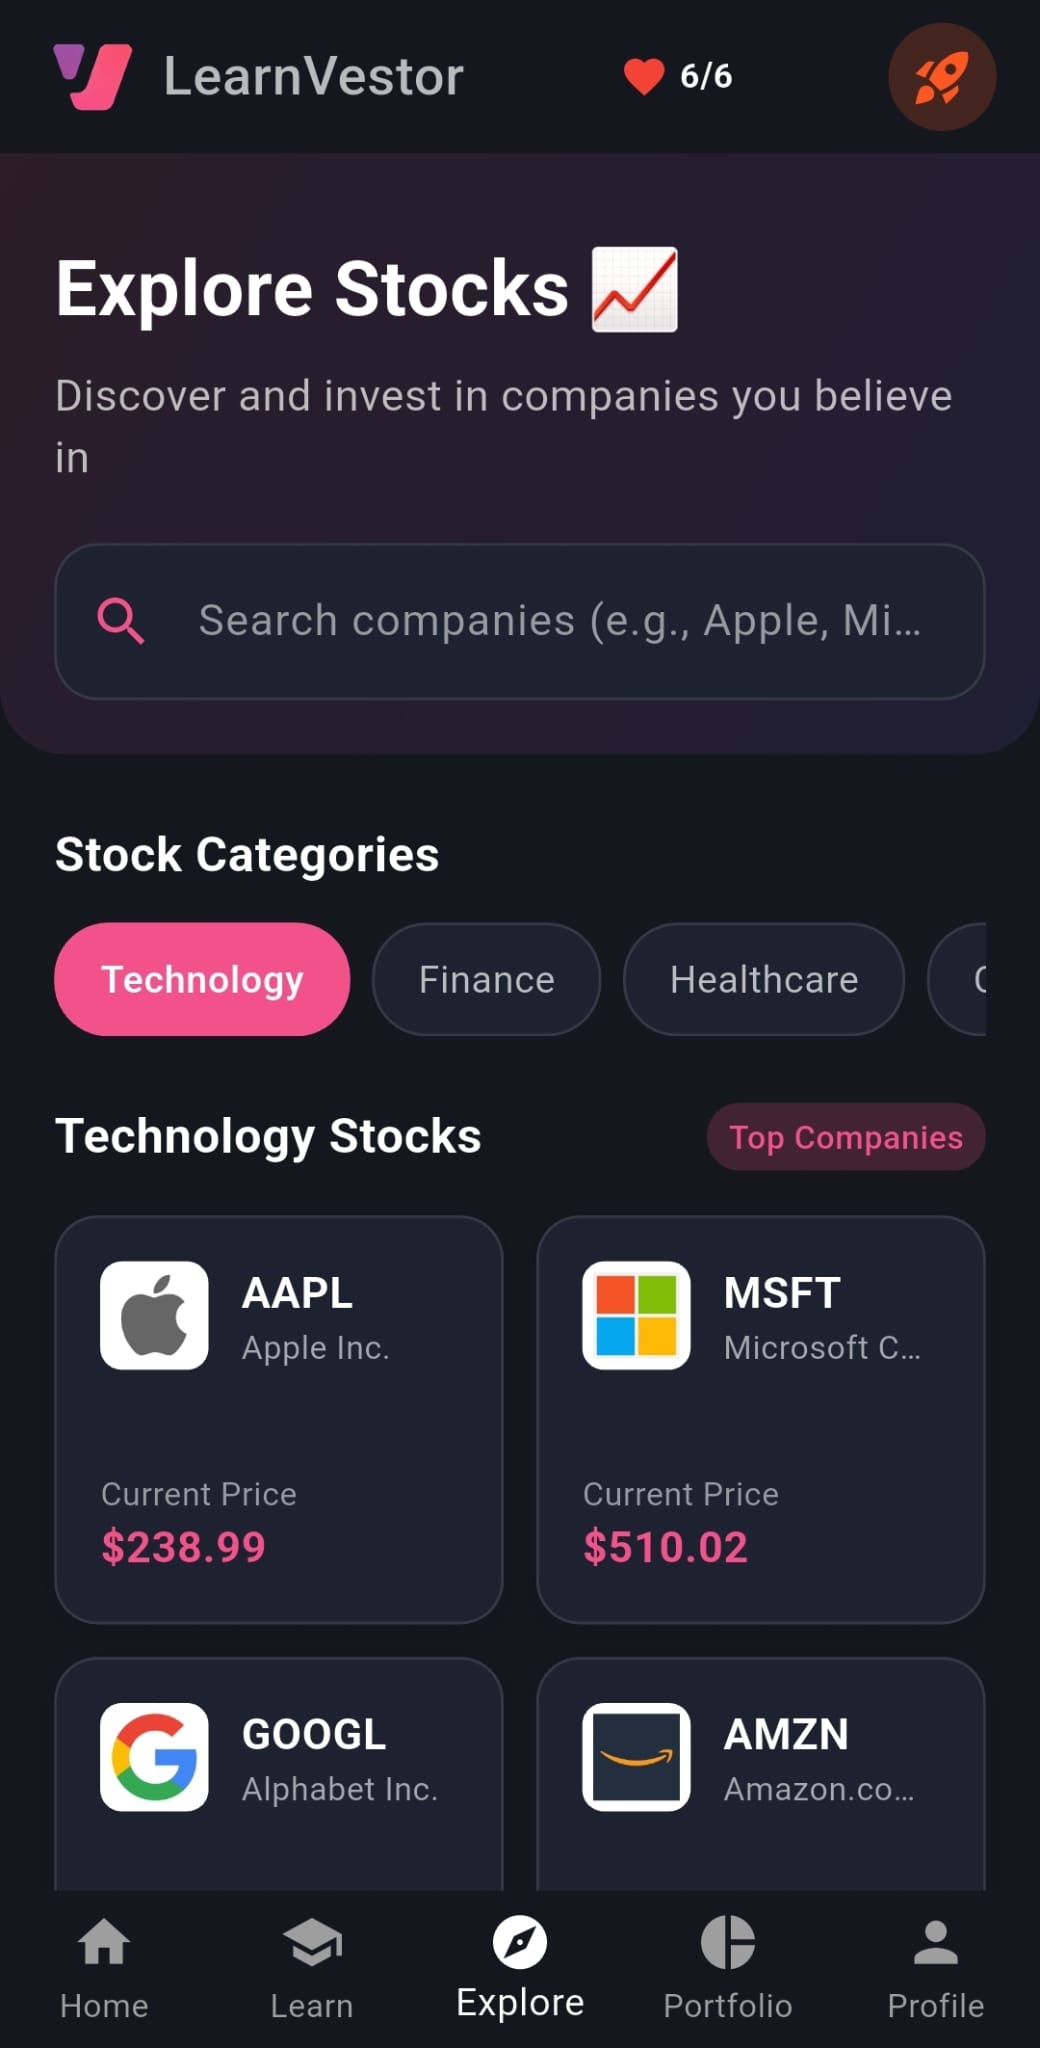 LearnVestor
6/6
Explore Stocks
Discover and invest in companies you believe
in
Search companies (e.g., Apple, Mi...
Stock Categories
Technology
Finance
Healthcare
Technology Stocks
Top Companies
AAPL
Apple Inc.
Current Price
$238.99
MSFT
Microsoft C...
Current Price
$510.02
GOOGL
Alphabet Inc.
AMZN
Amazon.co...
Home
Learn
Explore
Portfolio
Profile